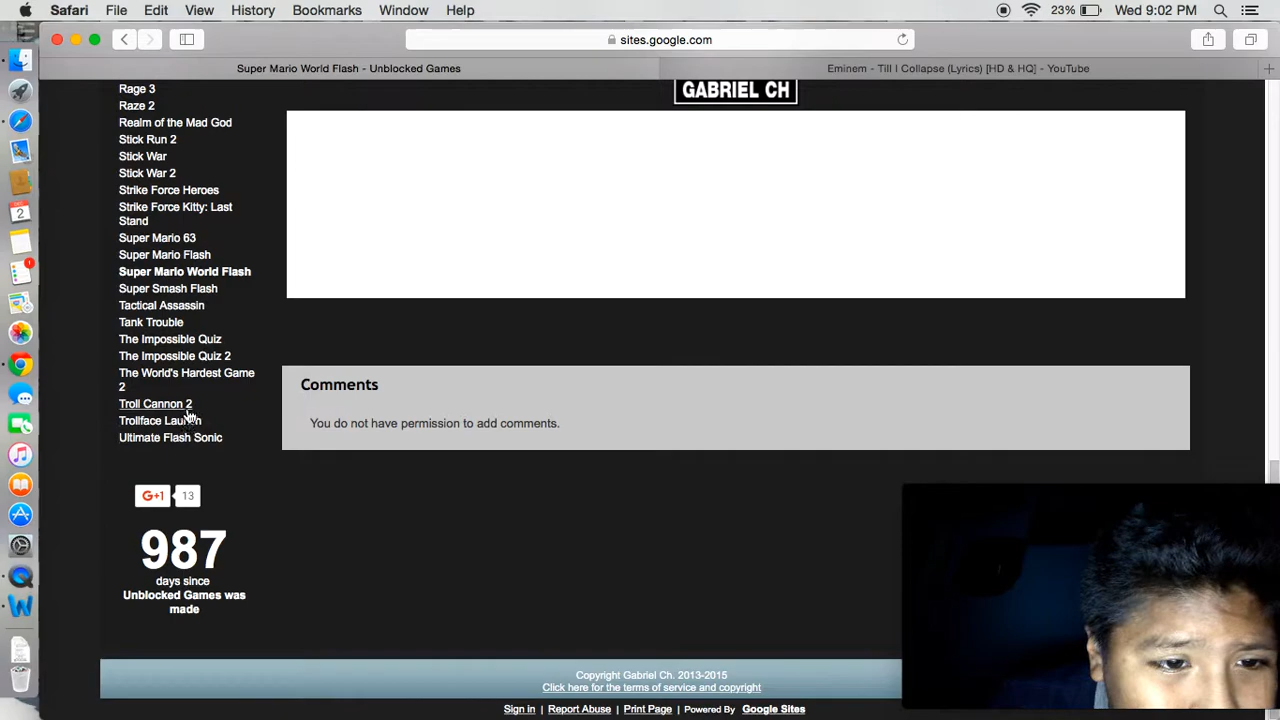 Safari File Edit View History Bookmarks Window Help 23% Wed 9:02 PM
sites.google.com
Super Mario World Flash - Unblocked Games Eminem - Till I Collapse (Lyrics) [HD & HQ] - YouTube
Rage 3
Raze 2
Realm of the Mad God
Stick Run 2
Stick War
Stick War 2
Strike Force Heroes
Strike Force Kitty: Last
Stand
Super Mario 63
Super Mario Flash
Super Mario World Flash
Super Smash Flash
Tactical Assassin
Tank Trouble
The Impossible Quiz
The Impossible Quiz 2
The World's Hardest Game
2
Troll Cannon 2
Trollface Launch
Ultimate Flash Sonic
G+1 13
987
days since
Unblocked Games was
made
GABRIEL CH
Comments
You do not have permission to add comments.
Copyright Gabriel Ch. 2013-2015
Click here for the terms of service and copyright
Sign in | Report Abuse | Print Page | Powered By Google Sites
2
1